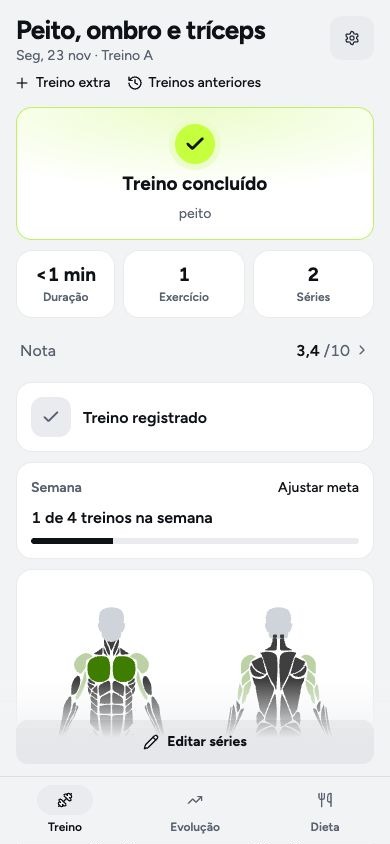 Peito, ombro e tríceps
Seg, 23 nov · Treino A
Treino extra
Treinos anteriores
Treino concluído
peito
<1 min
Duração
1
Exercício
2
Séries
Nota
3,4 /10
Treino registrado
Semana
Ajustar meta
1 de 4 treinos na semana
Editar séries
Treino
Evolução
Dieta